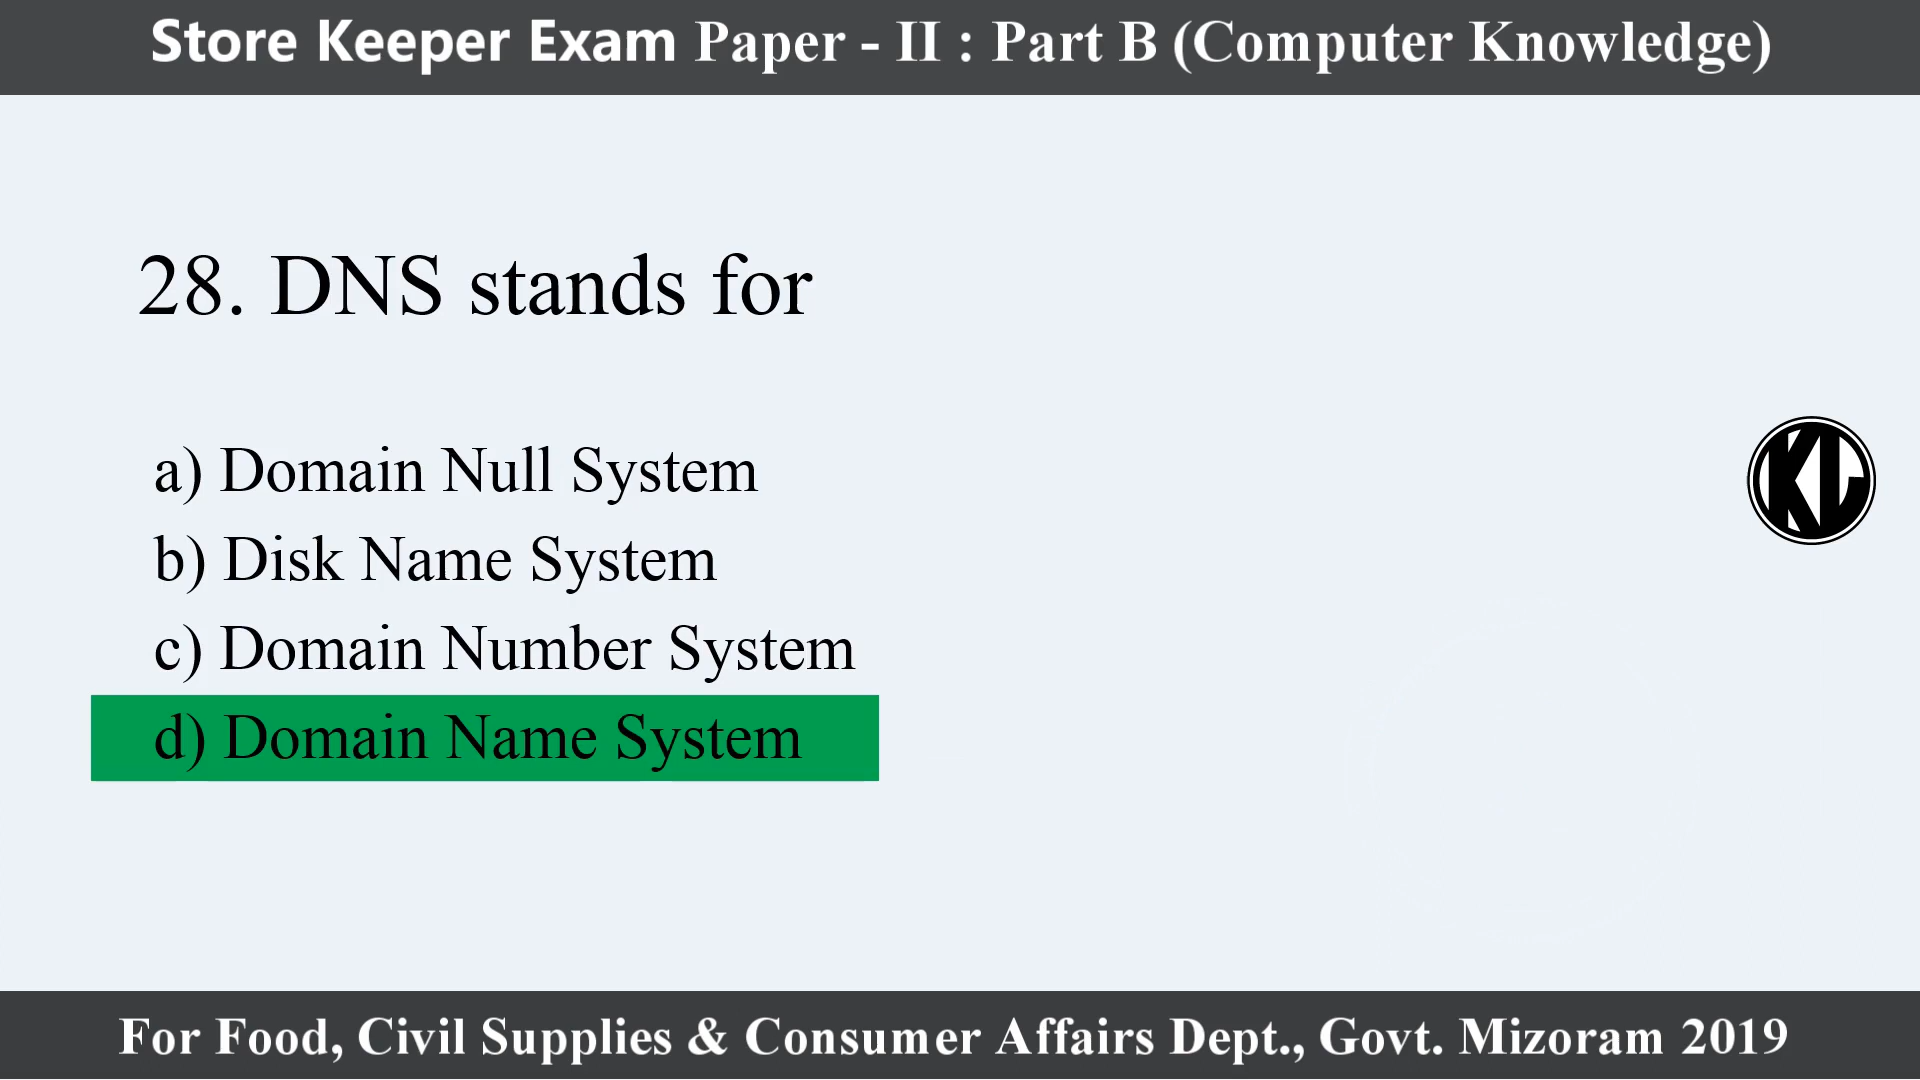 Store Keeper Exam Paper - II : Part B (Computer Knowledge)
28. DNS stands for
a) Domain Null System
b) Disk Name System
c) Domain Number System
d) Domain Name System
For Food, Civil Supplies & Consumer Affairs Dept., Govt. Mizoram 2019